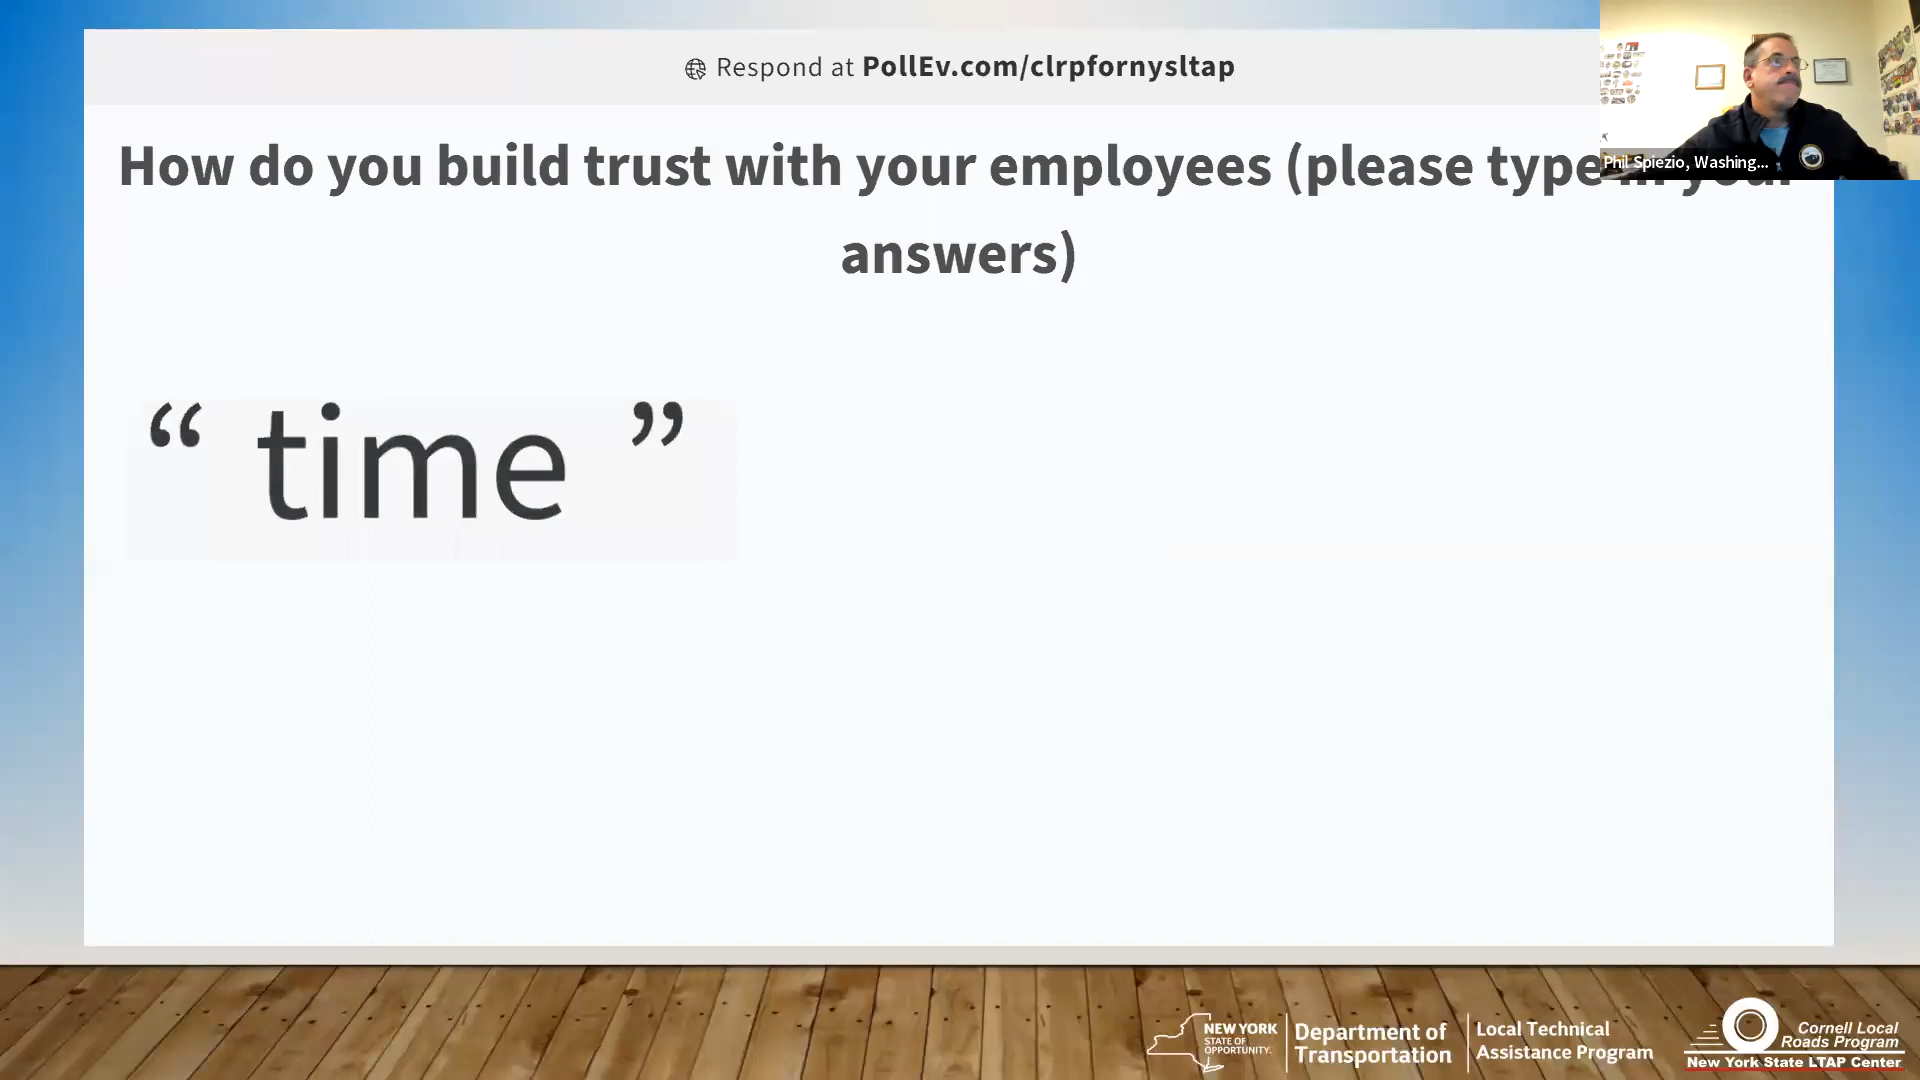 Respond at PollEv.com/clrpfornysltap
How do you build trust with your employees (please type in your
answers)
“ time ”
Phil Spiezio, Washing...
NEW YORK
STATE OF
OPPORTUNITY.
Department of
Transportation
Local Technical
Assistance Program
Cornell Local
Roads Program
New York State LTAP Center